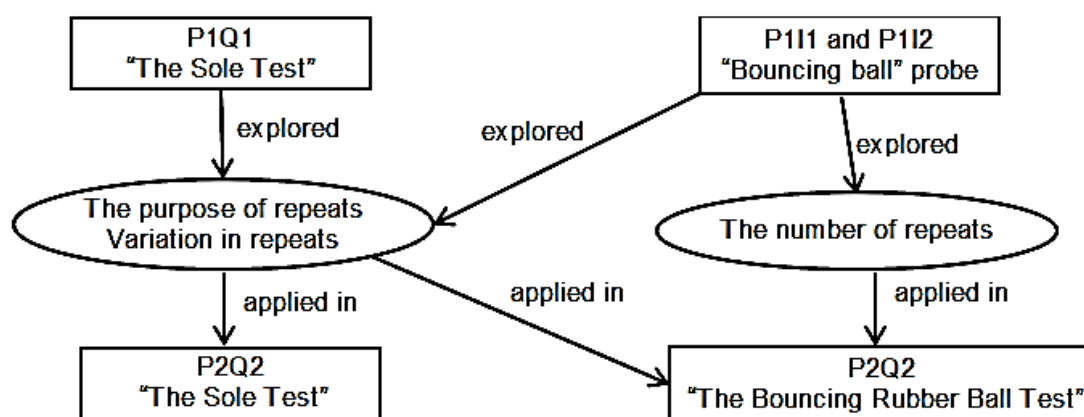 P1Q1
“The Sole Test”
P1I1 and P1I2
“Bouncing ball” probe
explored
explored
explored
The purpose of repeats
Variation in repeats
The number of repeats
applied in
applied in
applied in
P2Q2
“The Sole Test”
P2Q2
“The Bouncing Rubber Ball Test”